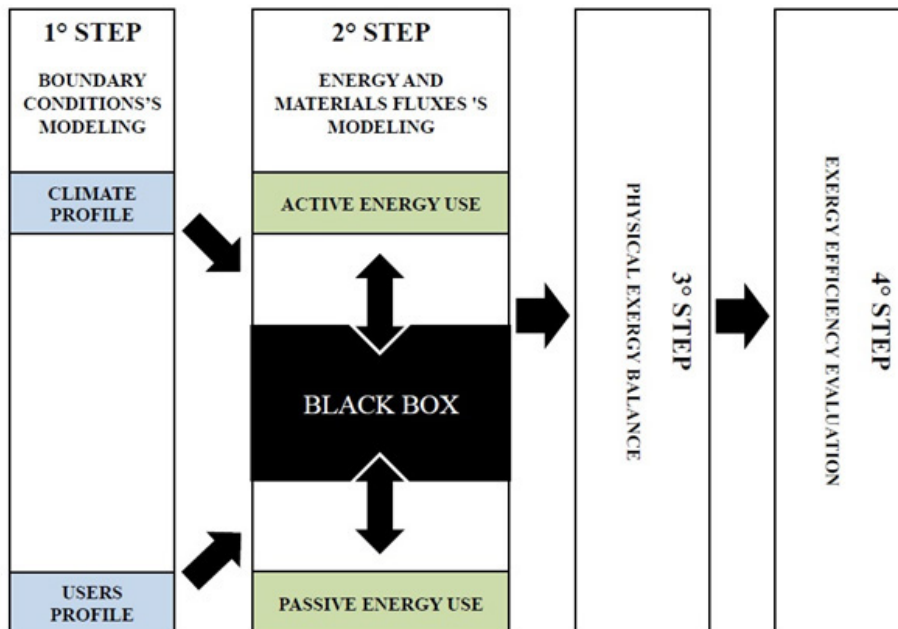 1° STEP
BOUNDARY
CONDITIONS'S
MODELING
CLIMATE
PROFILE
USERS
PROFILE
2° STEP
ENERGY AND
MATERIALS FLUXES 'S
MODELING
ACTIVE ENERGY USE
BLACK BOX
PASSIVE ENERGY USE
3° STEP
PHYSICAL EXERGY BALANCE
4° STEP
EXERGY EFFICIENCY EVALUATION